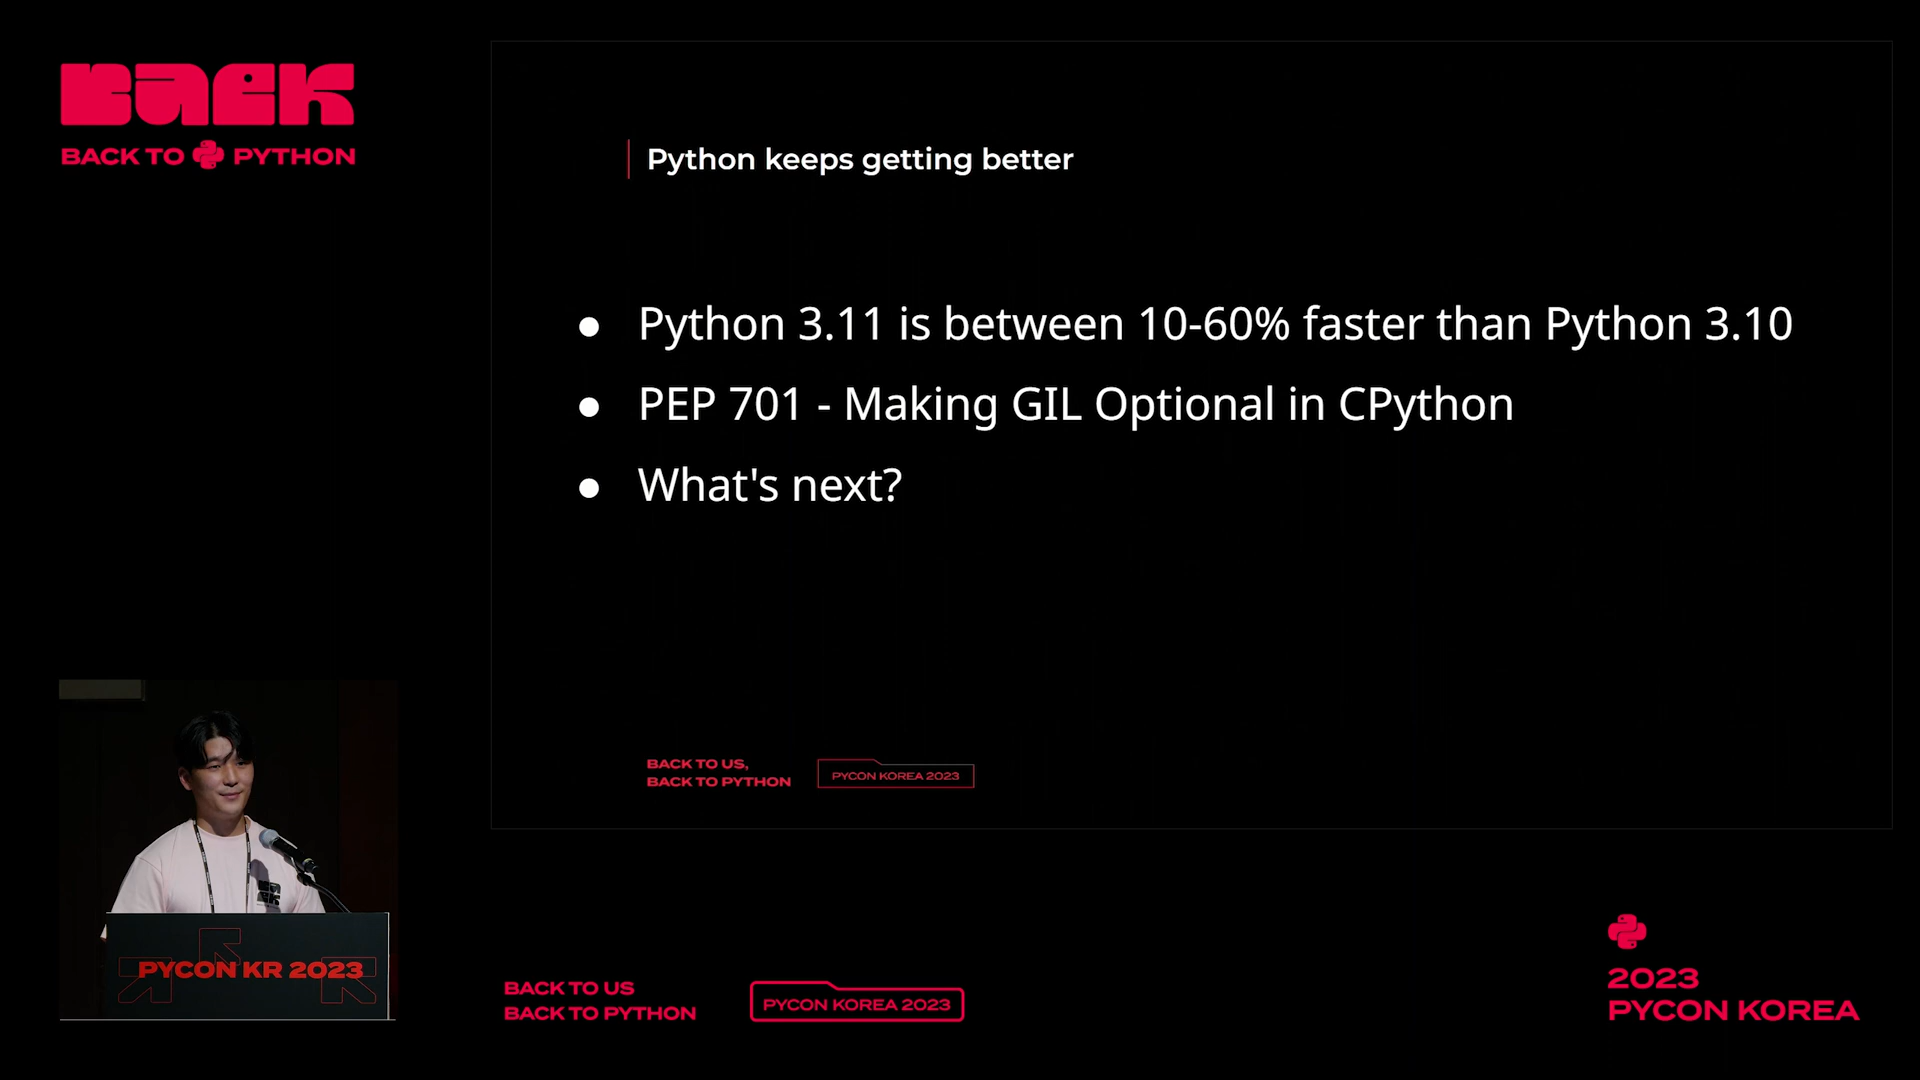 BACK
BACK TO PYTHON
Python keeps getting better
● Python 3.11 is between 10-60% faster than Python 3.10
● PEP 701 - Making GIL Optional in CPython
● What's next?
BACK TO US,
BACK TO PYTHON
PYCON KOREA 2023
PYCON KR 2023
BACK TO US
BACK TO PYTHON
PYCON KOREA 2023
2023
PYCON KOREA